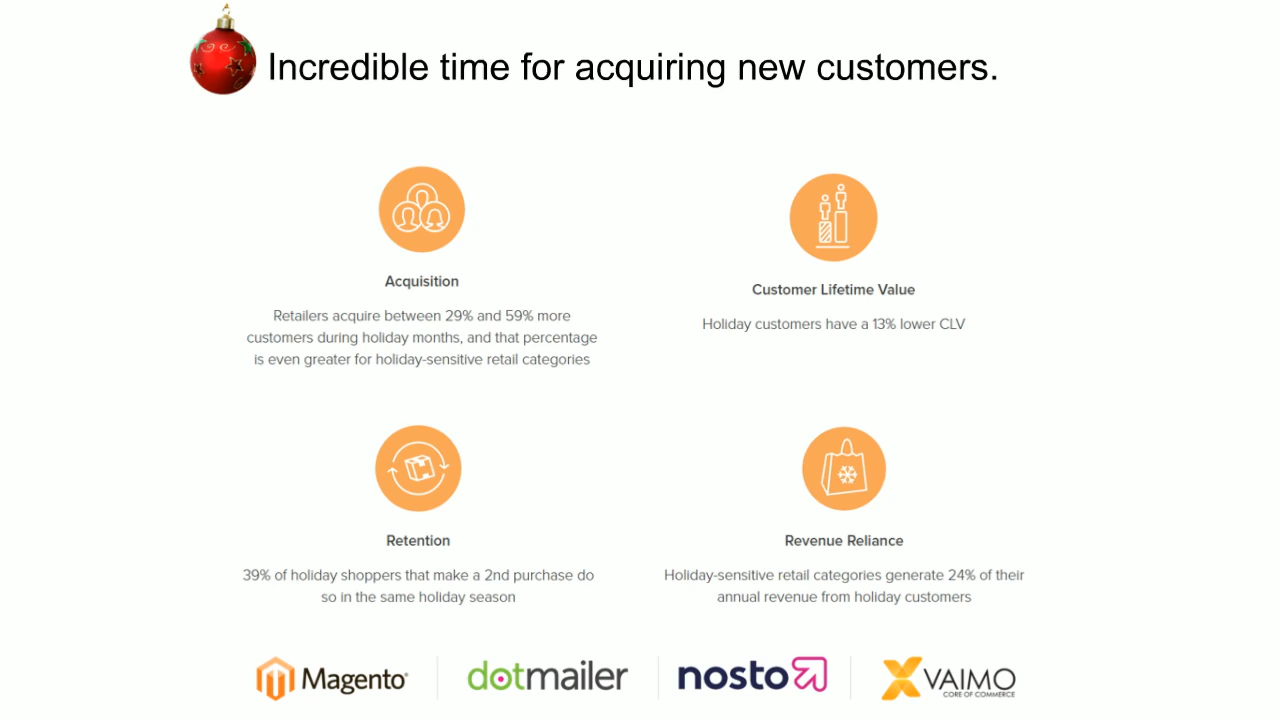 Incredible time for acquiring new customers.
Acquisition
Retailers acquire between 29% and 59% more
customers during holiday months, and that percentage
is even greater for holiday-sensitive retail categories
Customer Lifetime Value
Holiday customers have a 13% lower CLV
Retention
39% of holiday shoppers that make a 2nd purchase do
so in the same holiday season
Revenue Reliance
Holiday-sensitive retail categories generate 24% of their
annual revenue from holiday customers
Magento®
dotmailer
nosto
VAIMO
CORE OF COMMERCE